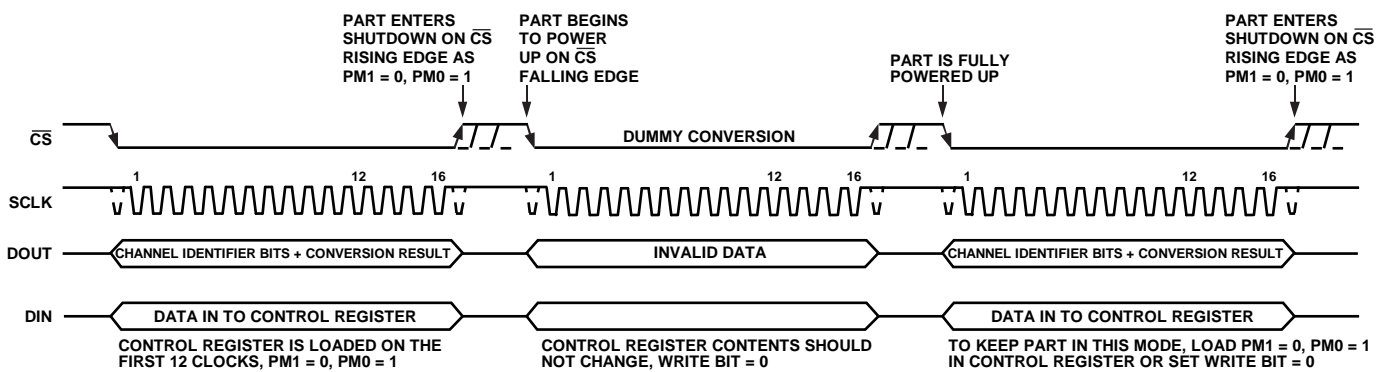 PART ENTERS
SHUTDOWN ON CS
RISING EDGE AS
PM1 = 0, PM0 = 1
PART BEGINS
TO POWER
UP ON CS
FALLING EDGE
PART IS FULLY
POWERED UP
PART ENTERS
SHUTDOWN ON CS
RISING EDGE AS
PM1 = 0, PM0 = 1
CS
DUMMY CONVERSION
SCLK
1 12 16 1 12 16 1 12 16
DOUT
CHANNEL IDENTIFIER BITS + CONVERSION RESULT
INVALID DATA
CHANNEL IDENTIFIER BITS + CONVERSION RESULT
DIN
DATA IN TO CONTROL REGISTER
DATA IN TO CONTROL REGISTER
CONTROL REGISTER IS LOADED ON THE
FIRST 12 CLOCKS, PM1 = 0, PM0 = 1
CONTROL REGISTER CONTENTS SHOULD
NOT CHANGE, WRITE BIT = 0
TO KEEP PART IN THIS MODE, LOAD PM1 = 0, PM0 = 1
IN CONTROL REGISTER OR SET WRITE BIT = 0